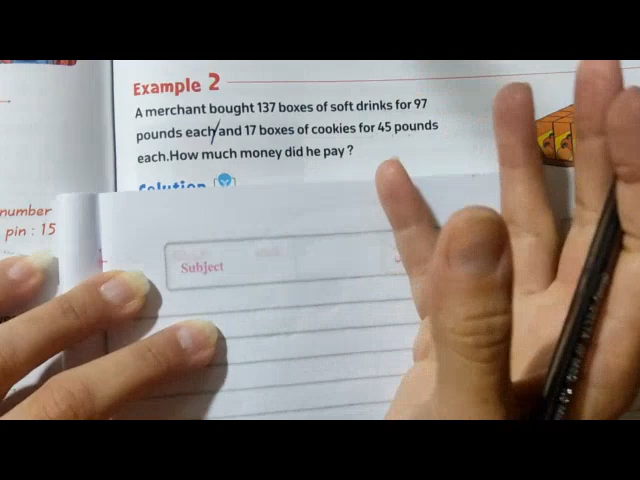 Example 2
A merchant bought 137 boxes of soft drinks for 97
pounds each and 17 boxes of cookies for 45 pounds
each.How much money did he pay ?
Solution
number
pin : 15
Subject